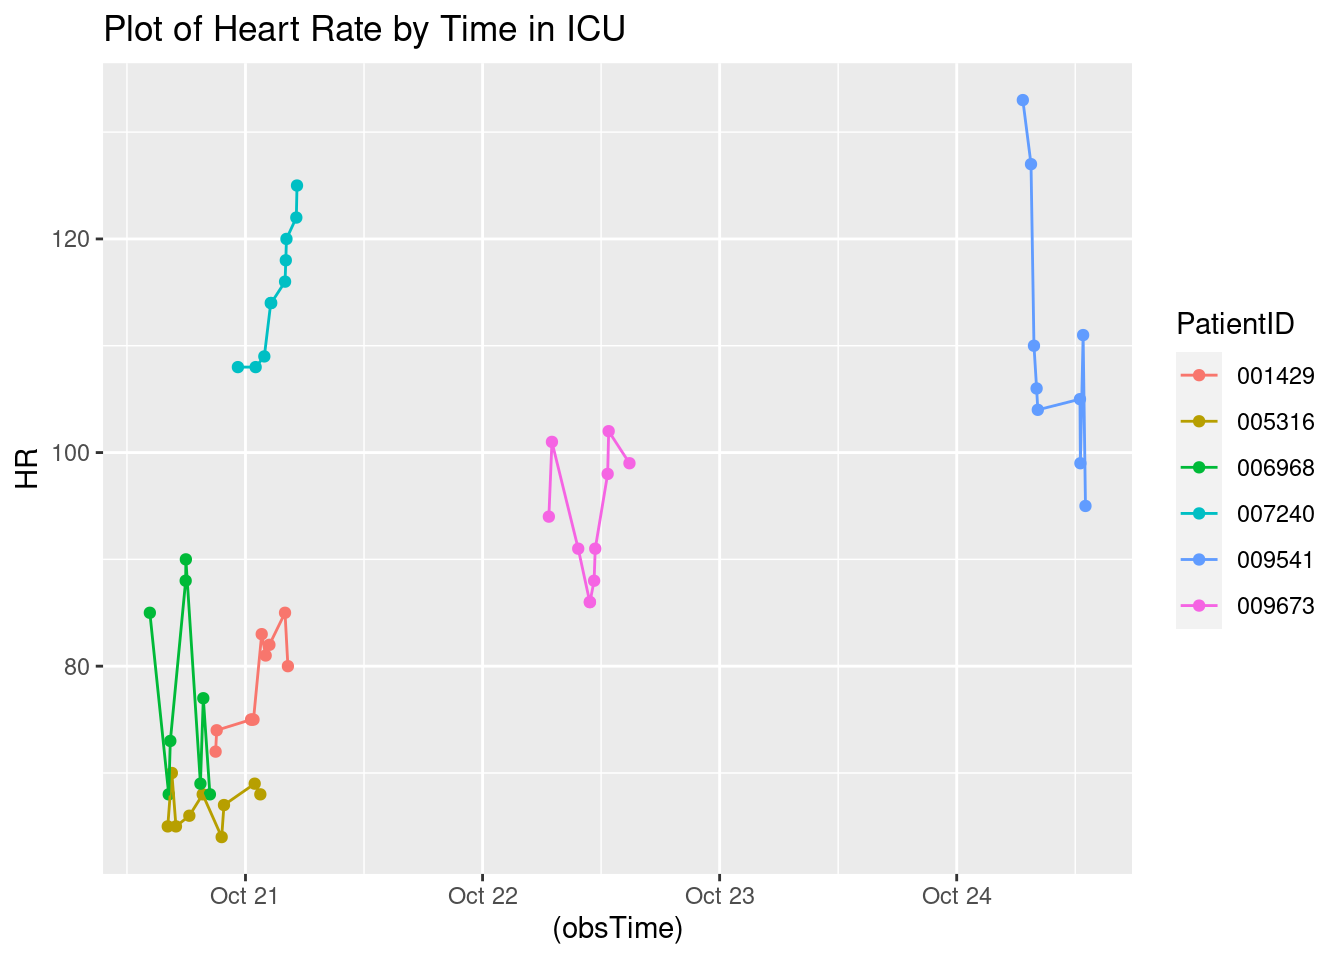 Plot of Heart Rate by Time in ICU
HR
120
100
80
Oct 21
Oct 22
Oct 23
Oct 24
(obsTime)
PatientID
001429
005316
006968
007240
009541
009673